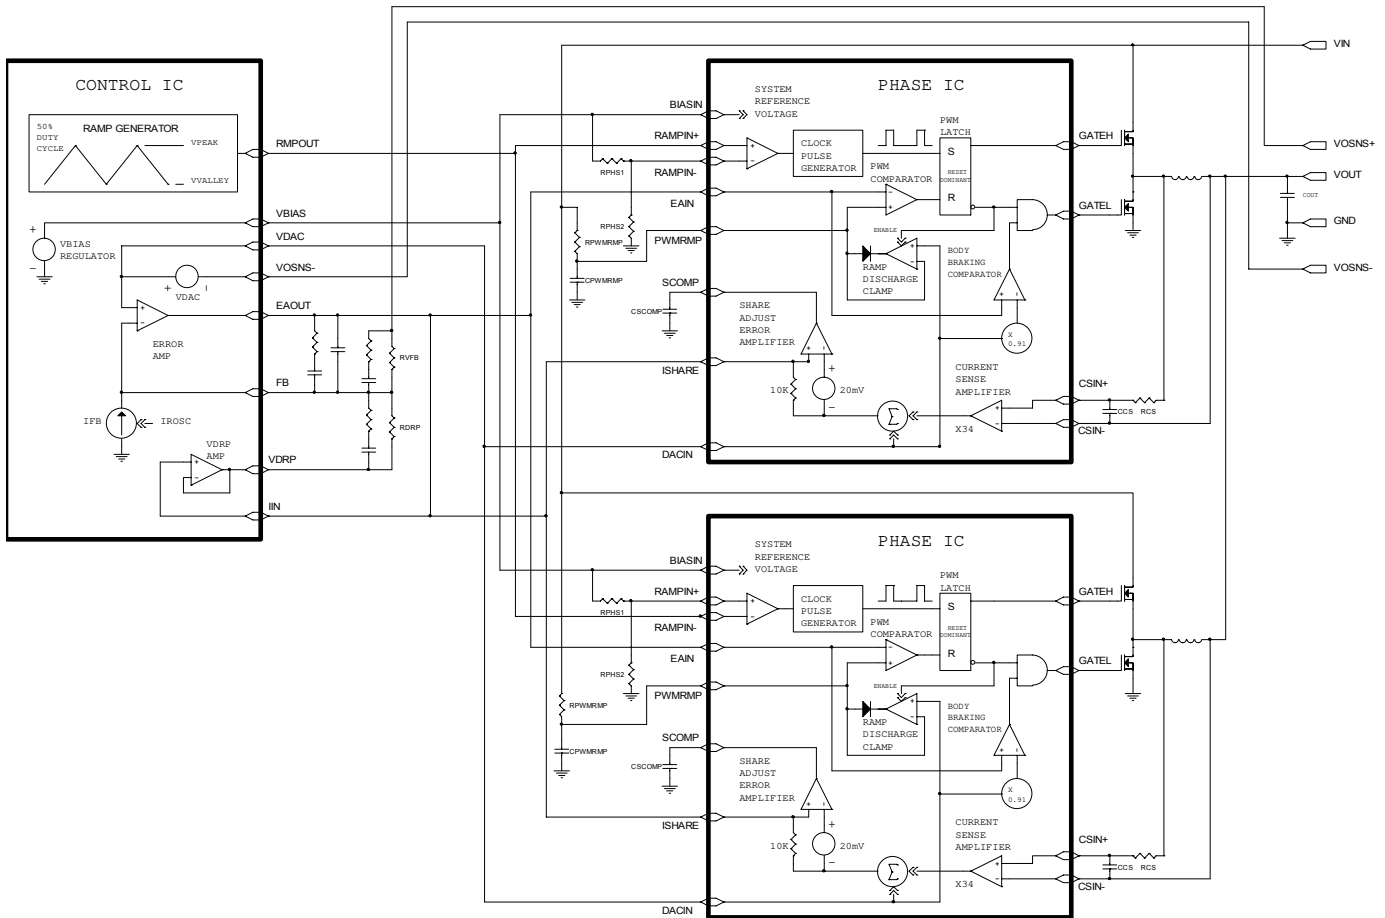 CONTROL IC
50%
DUTY
CYCLE
RAMP GENERATOR
VPEAK
VVALLEY
RMPOUT
+
VBIAS
REGULATOR
-
VBIAS
VDAC
VOSNS-
+
-
VDAC
EAOUT
+
-
ERROR
AMP
FB
IFB
IROSC
VDRP
AMP
+
-
VDRP
IIN
RVFB
RDRP
RPHS1
RPHS2
RPWMRMP
CPWMRMP
CSCOMP
BIASIN
RAMPIN+
RAMPIN-
EAIN
PWMRMP
SCOMP
ISHARE
DACIN
PHASE IC
SYSTEM
REFERENCE
VOLTAGE
+
-
CLOCK
PULSE
GENERATOR
PWM
LATCH
S
RESET
DOMINANT
R
PWM
COMPARATOR
-
+
ENABLE
+
-
RAMP
DISCHARGE
CLAMP
BODY
BRAKING
COMPARATOR
+
-
X
0.91
SHARE
ADJUST
ERROR
AMPLIFIER
+
-
10K
+
20mV
-
Σ
CURRENT
SENSE
AMPLIFIER
+
-
X34
GATEH
GATEL
CSIN+
CSIN-
CCS
RCS
VIN
VOSNS+
VOUT
COUT
GND
VOSNS-
RPHS1
RPHS2
RPWMRMP
CPWMRMP
CSCOMP
BIASIN
RAMPIN+
RAMPIN-
EAIN
PWMRMP
SCOMP
ISHARE
DACIN
PHASE IC
SYSTEM
REFERENCE
VOLTAGE
+
-
CLOCK
PULSE
GENERATOR
PWM
LATCH
S
RESET
DOMINANT
R
PWM
COMPARATOR
-
+
ENABLE
+
-
RAMP
DISCHARGE
CLAMP
BODY
BRAKING
COMPARATOR
+
-
X
0.91
SHARE
ADJUST
ERROR
AMPLIFIER
+
-
10K
+
20mV
-
Σ
CURRENT
SENSE
AMPLIFIER
+
-
X34
GATEH
GATEL
CSIN+
CSIN-
CCS
RCS